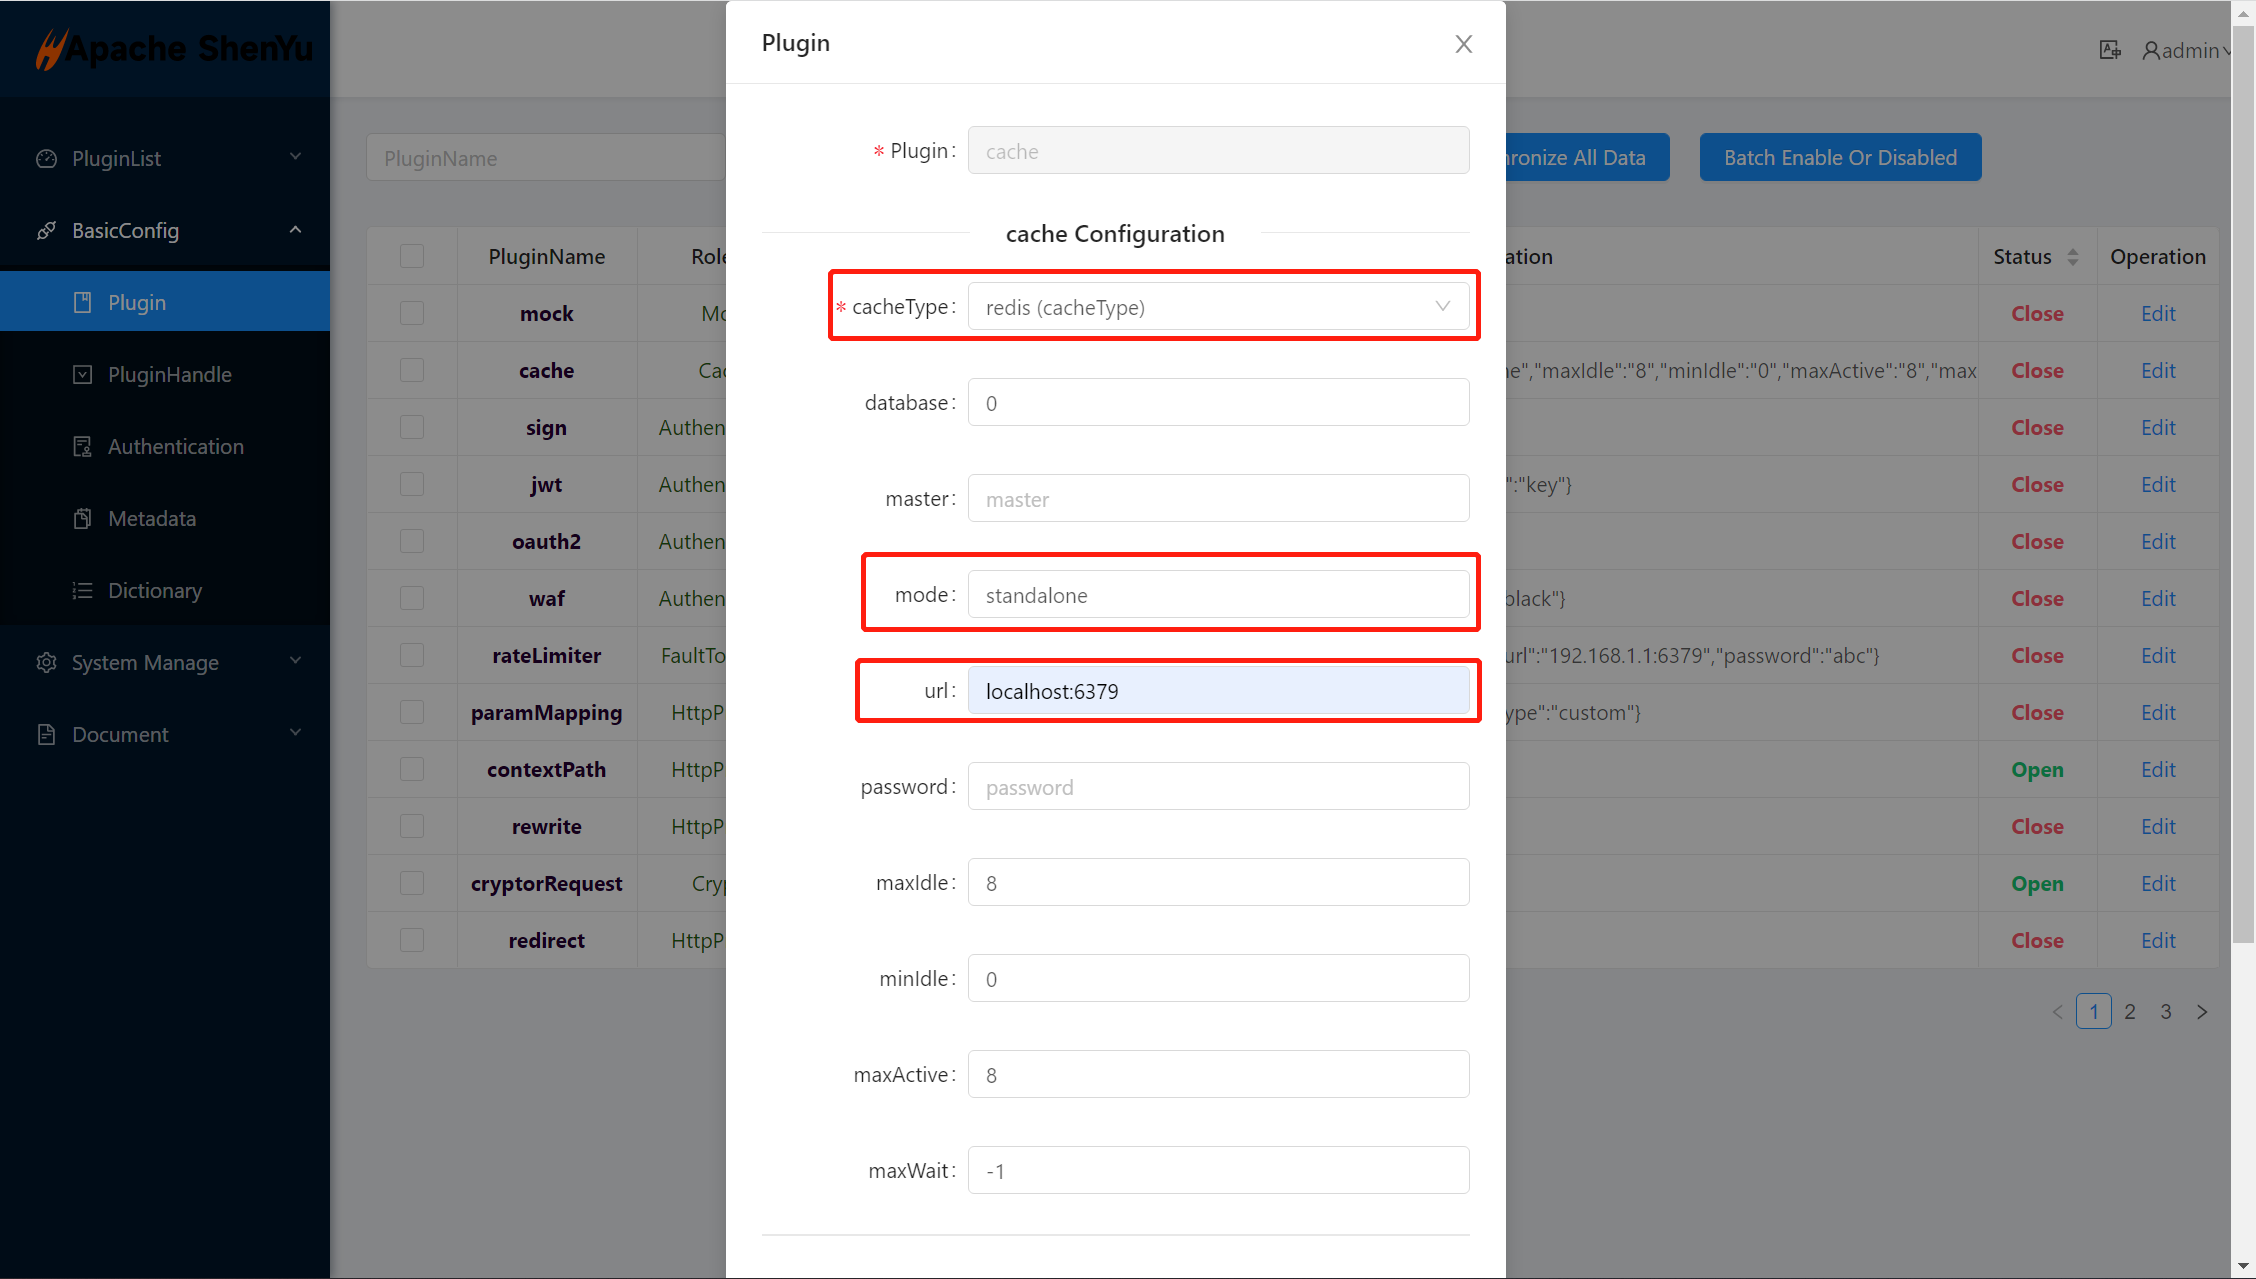 Apache ShenYu
admin
PluginList
BasicConfig
Plugin
PluginHandle
Authentication
Metadata
Dictionary
System Manage
Document
PluginName
hronize All Data
Batch Enable Or Disabled
PluginName Role ation Status Operation
mock Mo Close Edit
cache Cac ne","maxIdle":"8","minIdle":"0","maxActive":"8","max Close Edit
sign Authen Close Edit
jwt Authen ":"key"} Close Edit
oauth2 Authen Close Edit
waf Authen black"} Close Edit
rateLimiter FaultTo url":"192.168.1.1:6379","password":"abc"} Close Edit
paramMapping HttpP ype":"custom"} Close Edit
contextPath HttpP Open Edit
rewrite HttpP Close Edit
cryptorRequest Cryp Open Edit
redirect HttpP Close Edit
< 1 2 3 >
Plugin
* Plugin: cache
cache Configuration
* cacheType: redis (cacheType)
database: 0
master: master
mode: standalone
url: localhost:6379
password: password
maxIdle: 8
minIdle: 0
maxActive: 8
maxWait: -1